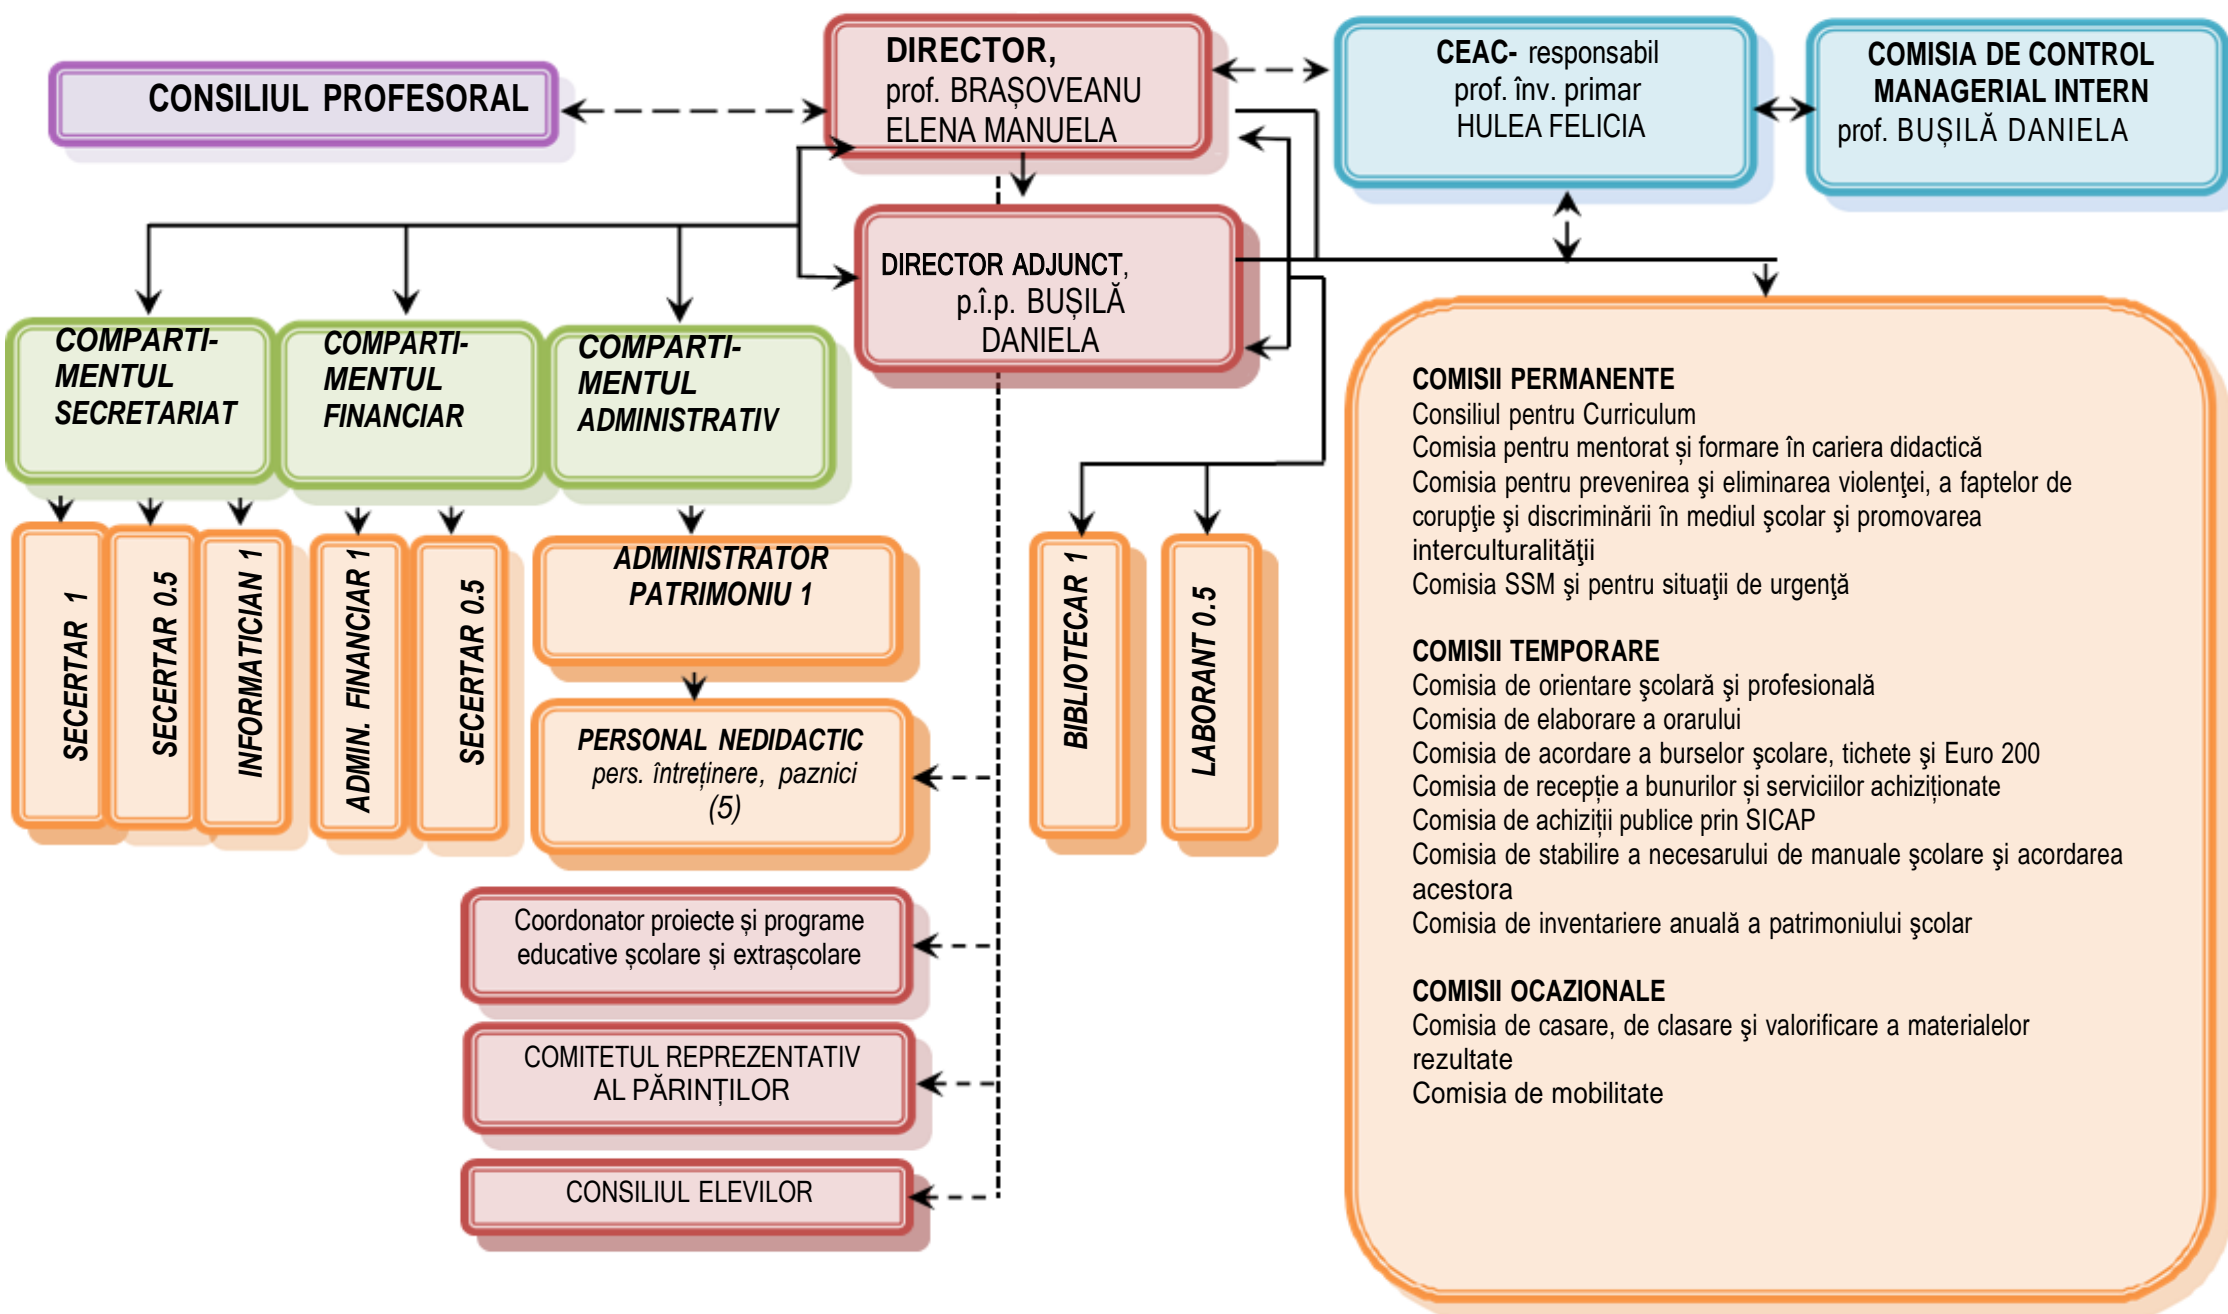 CONSILIUL PROFESORAL
DIRECTOR,
prof. BRAȘOVEANU
ELENA MANUELA
CEAC- responsabil
prof. înv. primar
HULEA FELICIA
COMISIA DE CONTROL
MANAGERIAL INTERN
prof. BUȘILĂ DANIELA
DIRECTOR ADJUNCT,
p.î.p. BUȘILĂ
DANIELA
COMPARTI-
MENTUL
SECRETARIAT
COMPARTI-
MENTUL
FINANCIAR
COMPARTI-
MENTUL
ADMINISTRATIV
SECERTAR 1
SECERTAR 0.5
INFORMATICIAN 1
ADMIN. FINANCIAR 1
SECERTAR 0.5
ADMINISTRATOR
PATRIMONIU 1
PERSONAL NEDIDACTIC
pers. întreținere, paznici
(5)
BIBLIOTECAR 1
LABORANT 0.5
Coordonator proiecte și programe
educative școlare și extrașcolare
COMITETUL REPREZENTATIV
AL PĂRINȚILOR
CONSILIUL ELEVILOR
COMISII PERMANENTE
Consiliul pentru Curriculum
Comisia pentru mentorat și formare în cariera didactică
Comisia pentru prevenirea şi eliminarea violenţei, a faptelor de
corupţie şi discriminării în mediul şcolar şi promovarea
interculturalităţii
Comisia SSM şi pentru situaţii de urgenţă
COMISII TEMPORARE
Comisia de orientare şcolară şi profesională
Comisia de elaborare a orarului
Comisia de acordare a burselor şcolare, tichete şi Euro 200
Comisia de recepție a bunurilor și serviciilor achiziționate
Comisia de achiziții publice prin SICAP
Comisia de stabilire a necesarului de manuale şcolare şi acordarea
acestora
Comisia de inventariere anuală a patrimoniului şcolar
COMISII OCAZIONALE
Comisia de casare, de clasare şi valorificare a materialelor
rezultate
Comisia de mobilitate